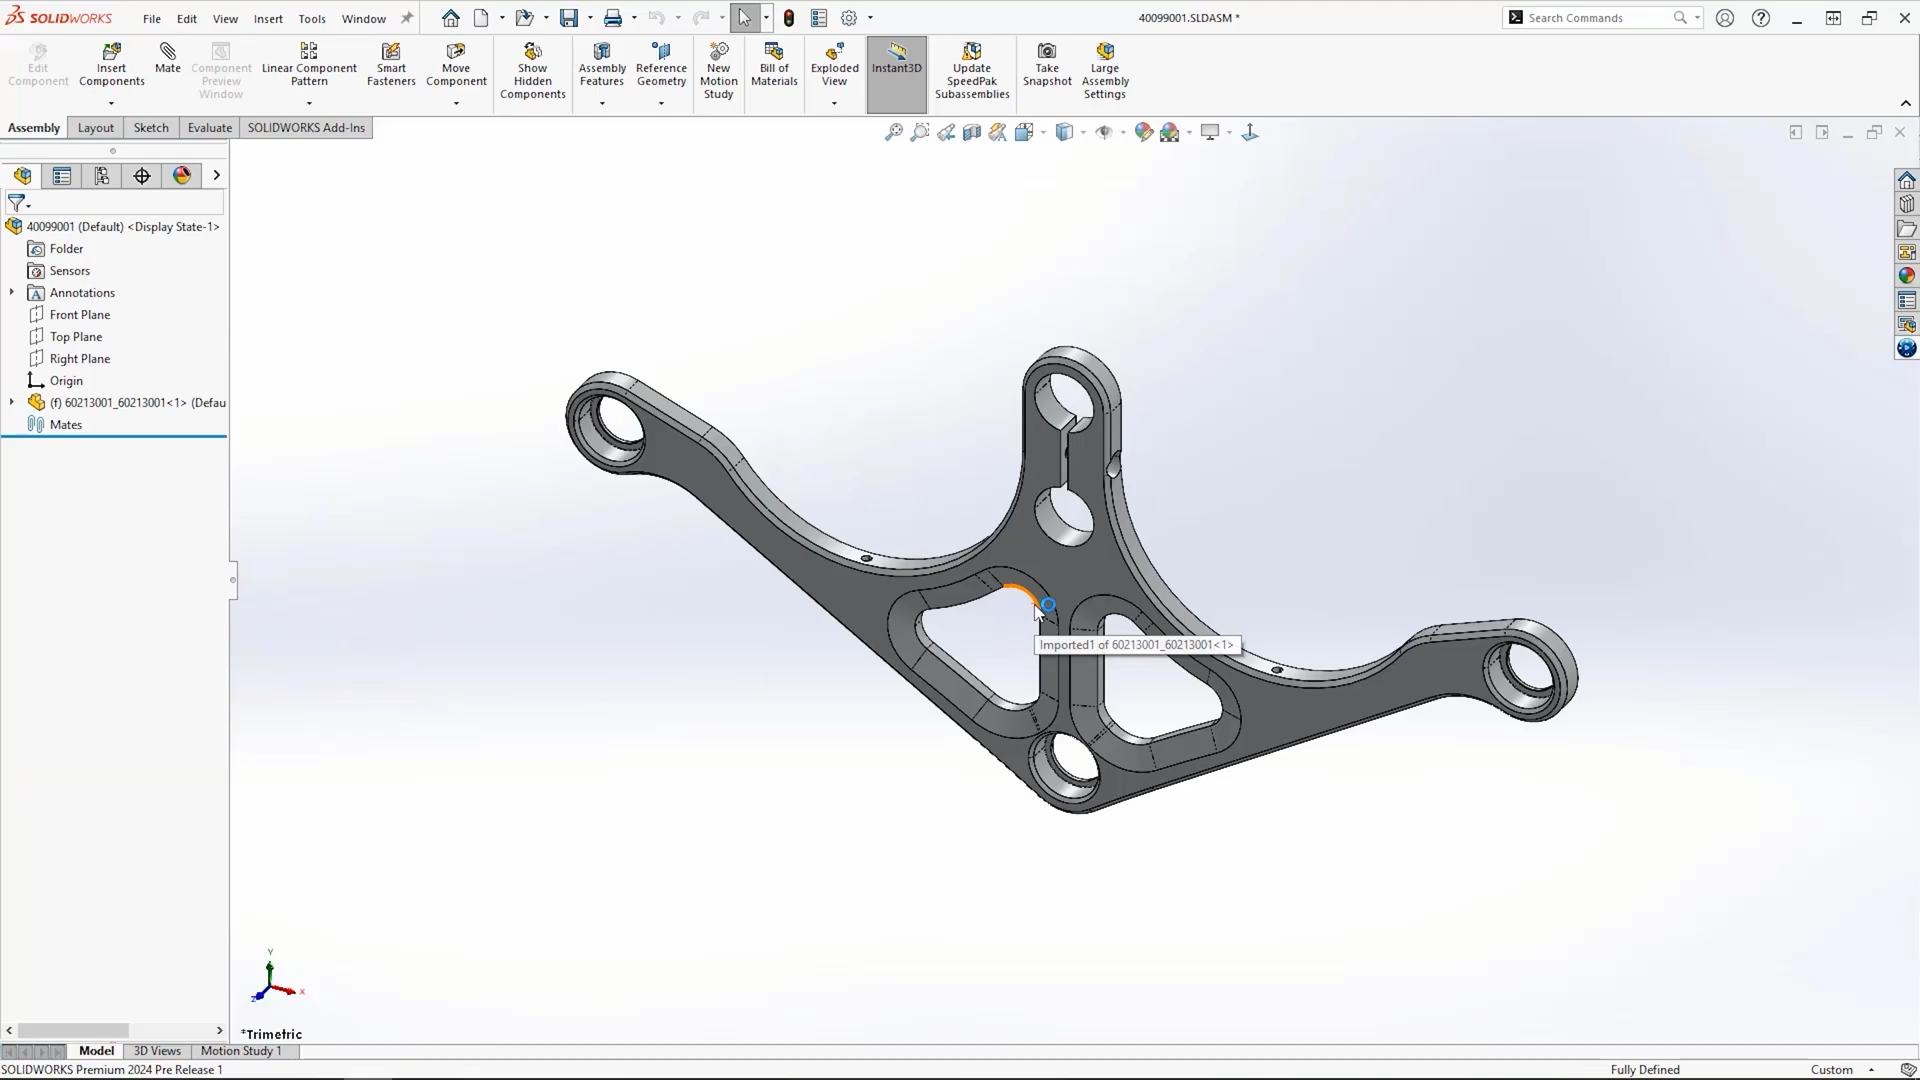 SOLIDWORKS File Edit View Insert Tools Window 40099001.SLDASM * Search Commands
Edit Component
Insert Components
Mate
Component Preview Window
Linear Component Pattern
Smart Fasteners
Move Component
Show Hidden Components
Assembly Features
Reference Geometry
New Motion Study
Bill of Materials
Exploded View
Instant3D
Update SpeedPak Subassemblies
Take Snapshot
Large Assembly Settings
Assembly Layout Sketch Evaluate SOLIDWORKS Add-Ins
40099001 (Default) <Display State-1>
Folder
Sensors
Annotations
Front Plane
Top Plane
Right Plane
Origin
(f) 60213001_60213001<1> (Defau
Mates
Imported1 of 60213001_60213001<1>
Y
X
Z
*Trimetric
Model 3D Views Motion Study 1
SOLIDWORKS Premium 2024 Pre Release 1 Fully Defined Custom